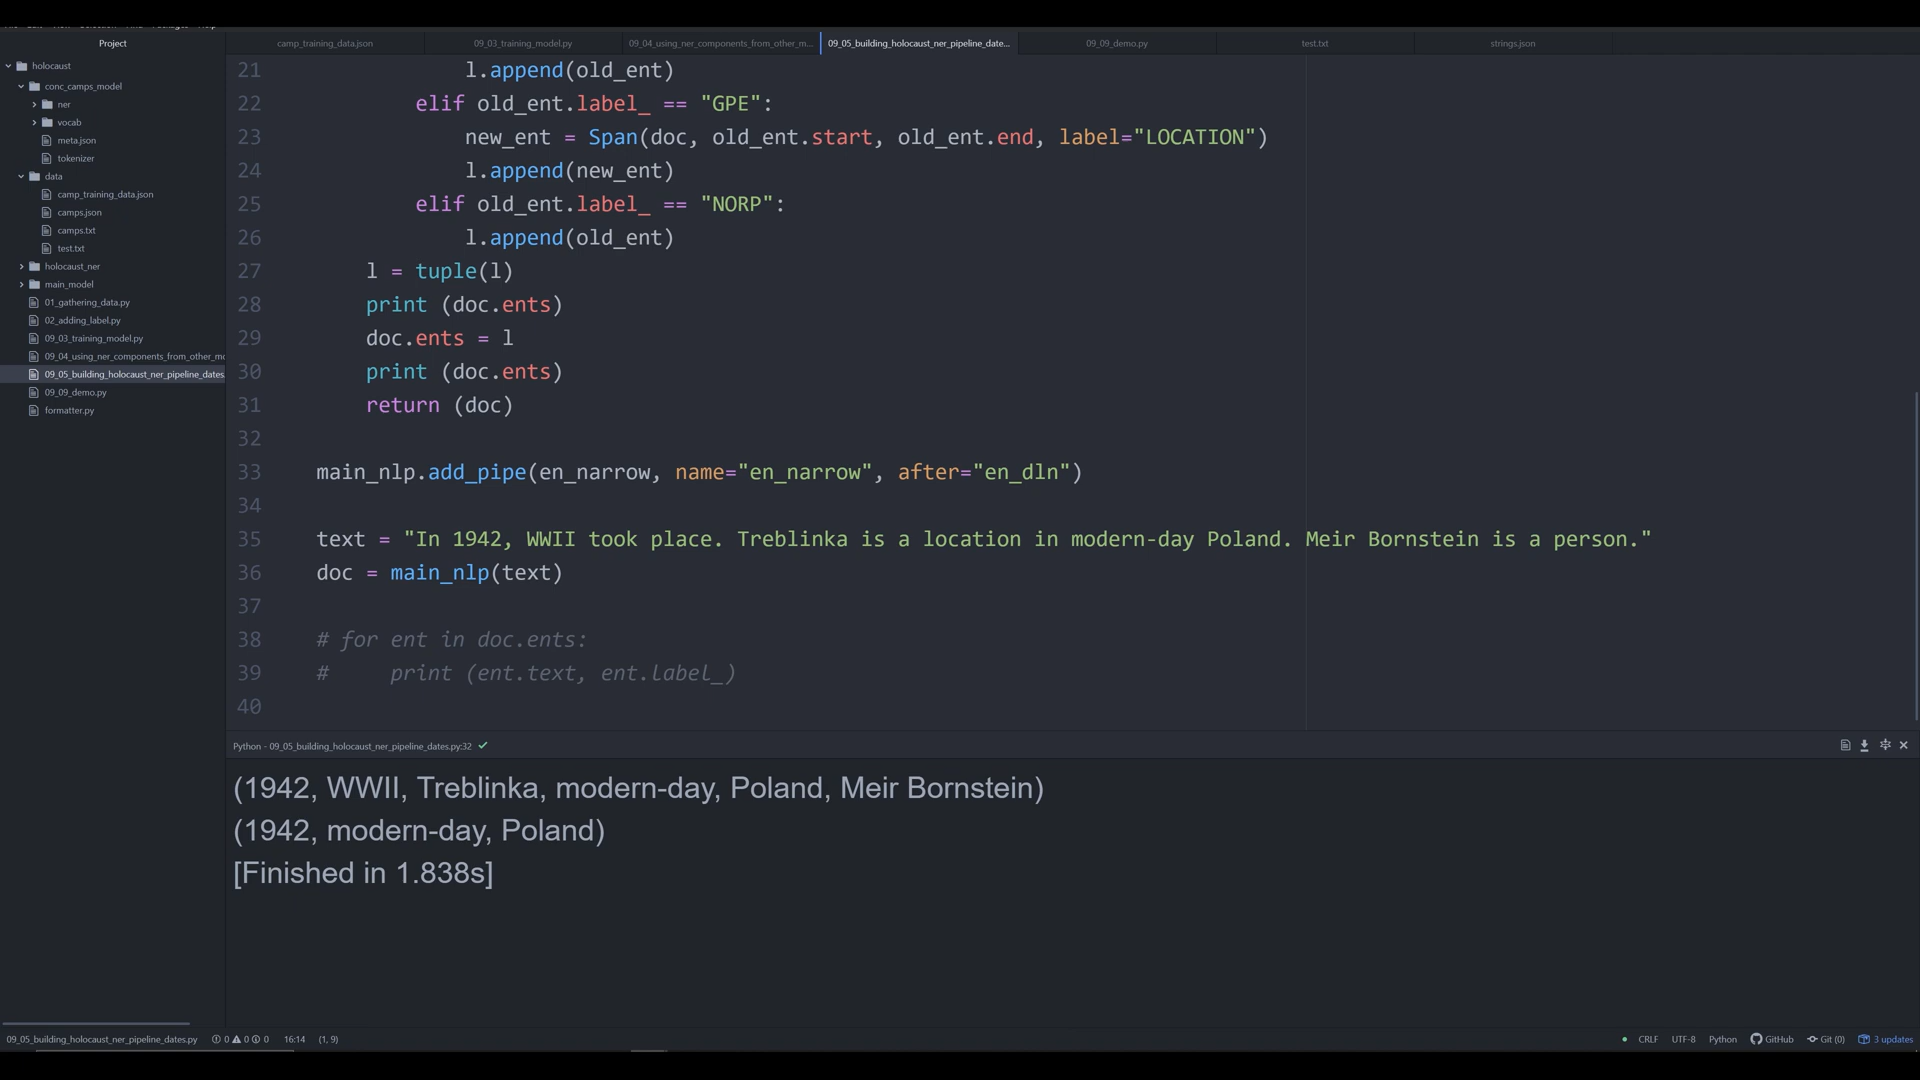 Project
camp_training_data.json
09_03_training_model.py
09_04_using_ner_components_from_other_m...
09_05_building_holocaust_ner_pipeline_date...
09_09_demo.py
test.txt
strings.json
holocaust
conc_camps_model
ner
vocab
meta.json
tokenizer
data
camp_training_data.json
camps.json
camps.txt
test.txt
holocaust_ner
main_model
01_gathering_data.py
02_adding_label.py
09_03_training_model.py
09_04_using_ner_components_from_other_mo
09_05_building_holocaust_ner_pipeline_dates.
09_09_demo.py
formatter.py
21 l.append(old_ent)
22 elif old_ent.label_ == "GPE":
23 new_ent = Span(doc, old_ent.start, old_ent.end, label="LOCATION")
24 l.append(new_ent)
25 elif old_ent.label_ == "NORP":
26 l.append(old_ent)
27 l = tuple(l)
28 print (doc.ents)
29 doc.ents = l
30 print (doc.ents)
31 return (doc)
32
33 main_nlp.add_pipe(en_narrow, name="en_narrow", after="en_dln")
34
35 text = "In 1942, WWII took place. Treblinka is a location in modern-day Poland. Meir Bornstein is a person."
36 doc = main_nlp(text)
37
38 # for ent in doc.ents:
39 #     print (ent.text, ent.label_)
40
Python - 09_05_building_holocaust_ner_pipeline_dates.py:32
(1942, WWII, Treblinka, modern-day, Poland, Meir Bornstein)
(1942, modern-day, Poland)
[Finished in 1.838s]
09_05_building_holocaust_ner_pipeline_dates.py 0 0 0 16:14 (1, 9) CRLF UTF-8 Python GitHub Git (0) 3 updates